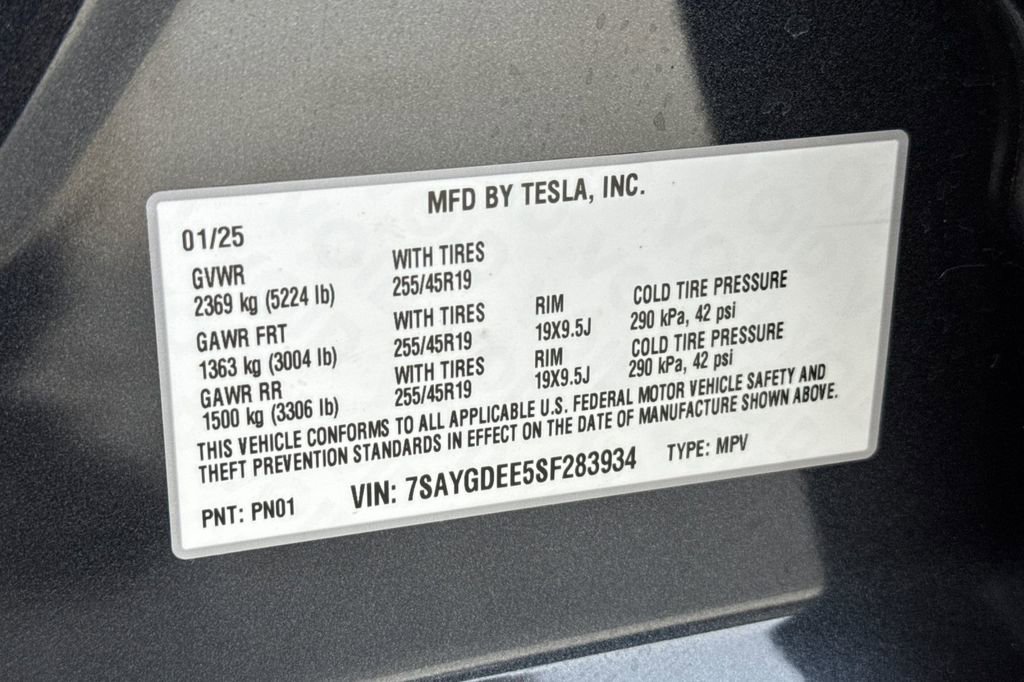 MFD BY TESLA, INC.
01/25
GVWR WITH TIRES
2369 kg (5224 lb) 255/45R19
GAWR FRT WITH TIRES RIM COLD TIRE PRESSURE
1363 kg (3004 lb) 255/45R19 19X9.5J 290 kPa, 42 psi
GAWR RR WITH TIRES RIM COLD TIRE PRESSURE
1500 kg (3306 lb) 255/45R19 19X9.5J 290 kPa, 42 psi
THIS VEHICLE CONFORMS TO ALL APPLICABLE U.S. FEDERAL MOTOR VEHICLE SAFETY AND
THEFT PREVENTION STANDARDS IN EFFECT ON THE DATE OF MANUFACTURE SHOWN ABOVE.
PNT: PN01 VIN: 7SAYGDEE5SF283934 TYPE: MPV